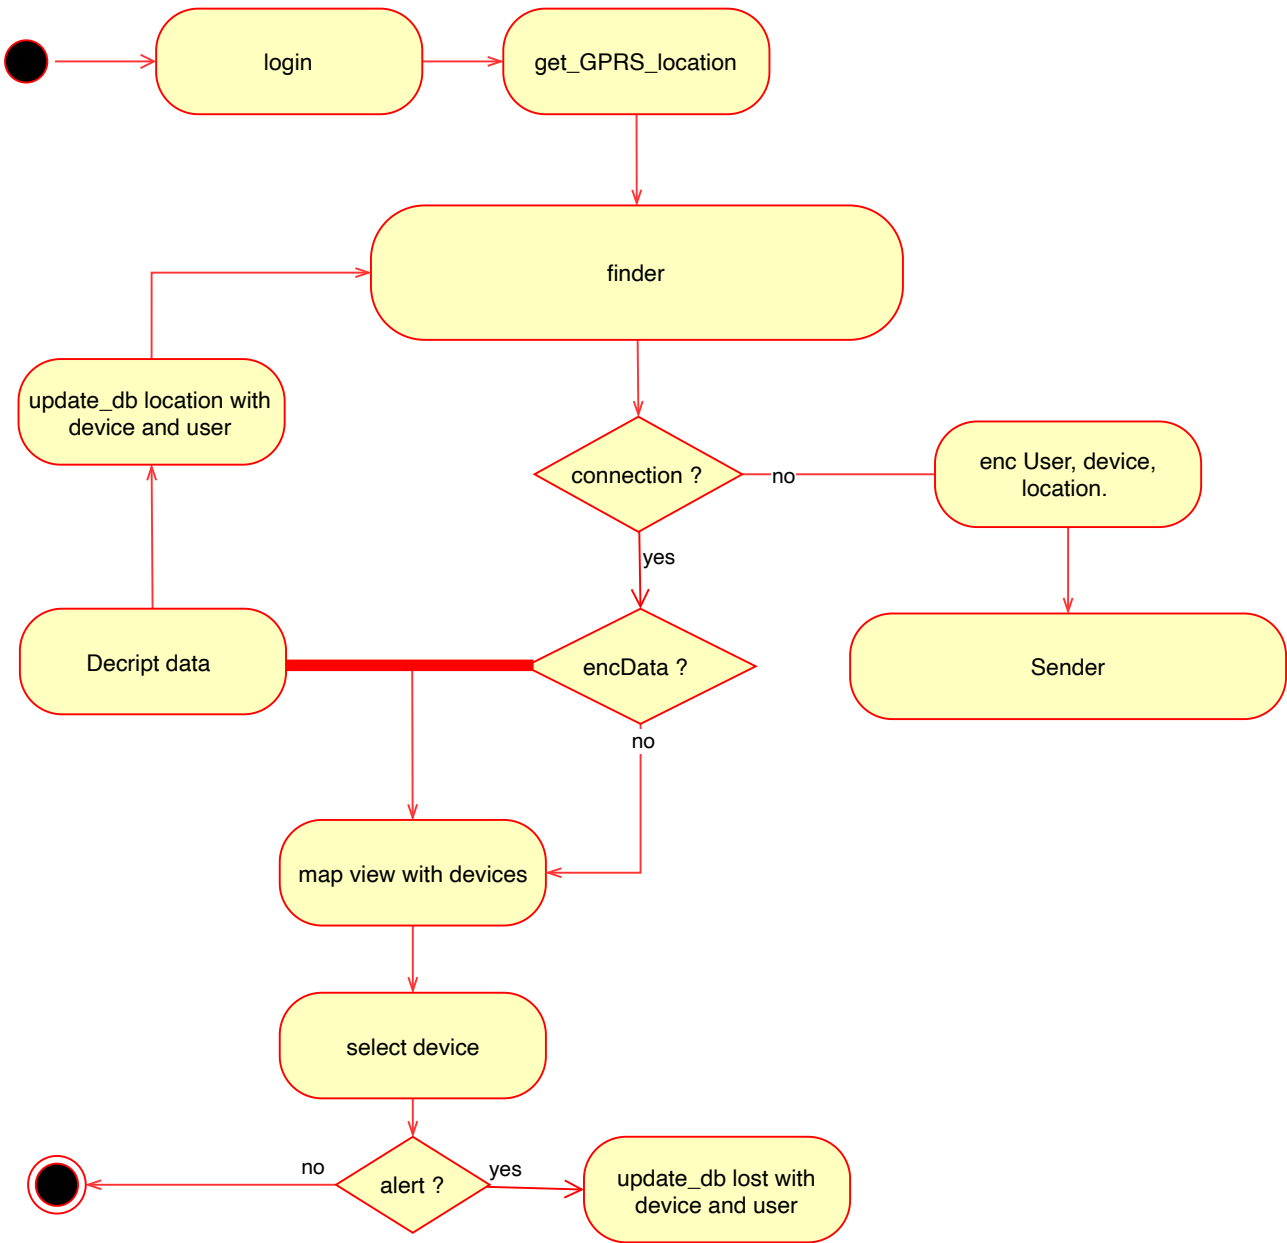 login
get_GPRS_location
finder
update_db location with
device and user
connection ?
no
enc User, device,
location.
yes
Decript data
encData ?
Sender
no
map view with devices
select device
no
alert ?
yes
update_db lost with
device and user